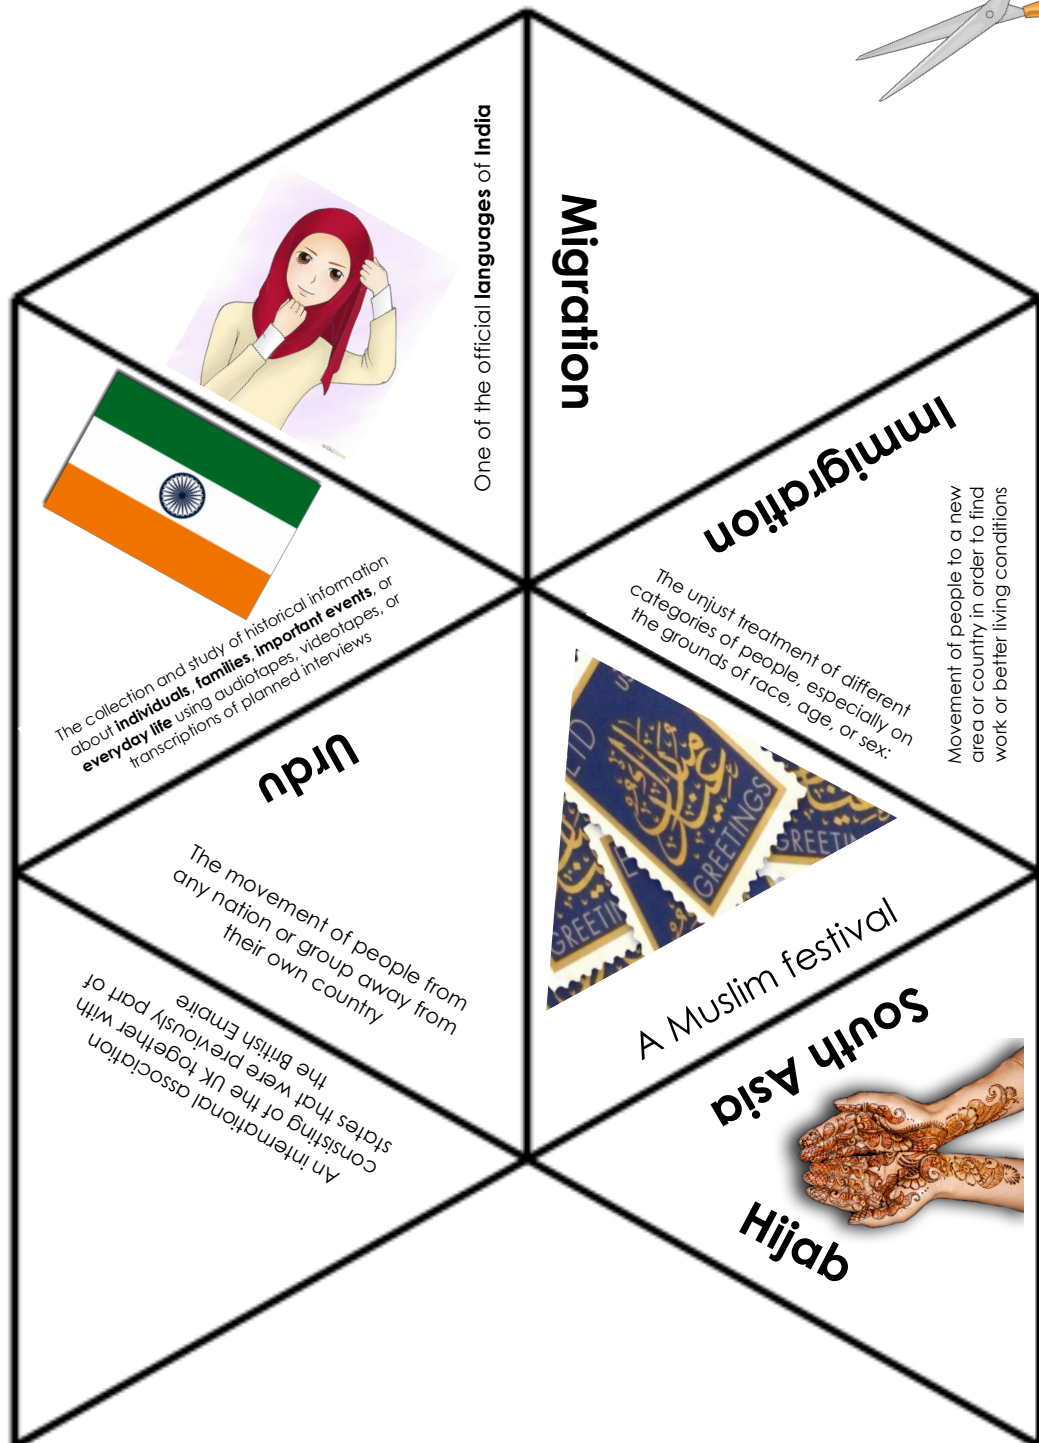 One of the official languages of India
Migration
Immigration
The unjust treatment of different
categories of people, especially on
the grounds of race, age, or sex:
Movement of people to a new
area or country in order to find
work or better living conditions
The collection and study of historical information
about individuals, families, important events, or
everyday life using audiotapes, videotapes, or
transcriptions of planned interviews
Urdu
The movement of people from
any nation or group away from
their own country
GREETINGS
A Muslim festival
South Asia
Hijab
An international association
consisting of the UK together with
states that were previously part of
the British Empire